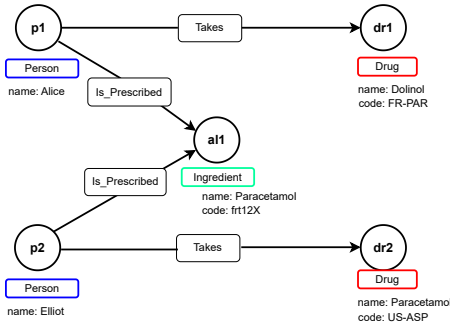 p1
Takes
dr1
Person
name: Alice
Drug
name: Dolinol
code: FR-PAR
Is_Prescribed
al1
Ingredient
name: Paracetamol
code: frt12X
Is_Prescribed
p2
Takes
dr2
Person
name: Elliot
Drug
name: Paracetamol
code: US-ASP